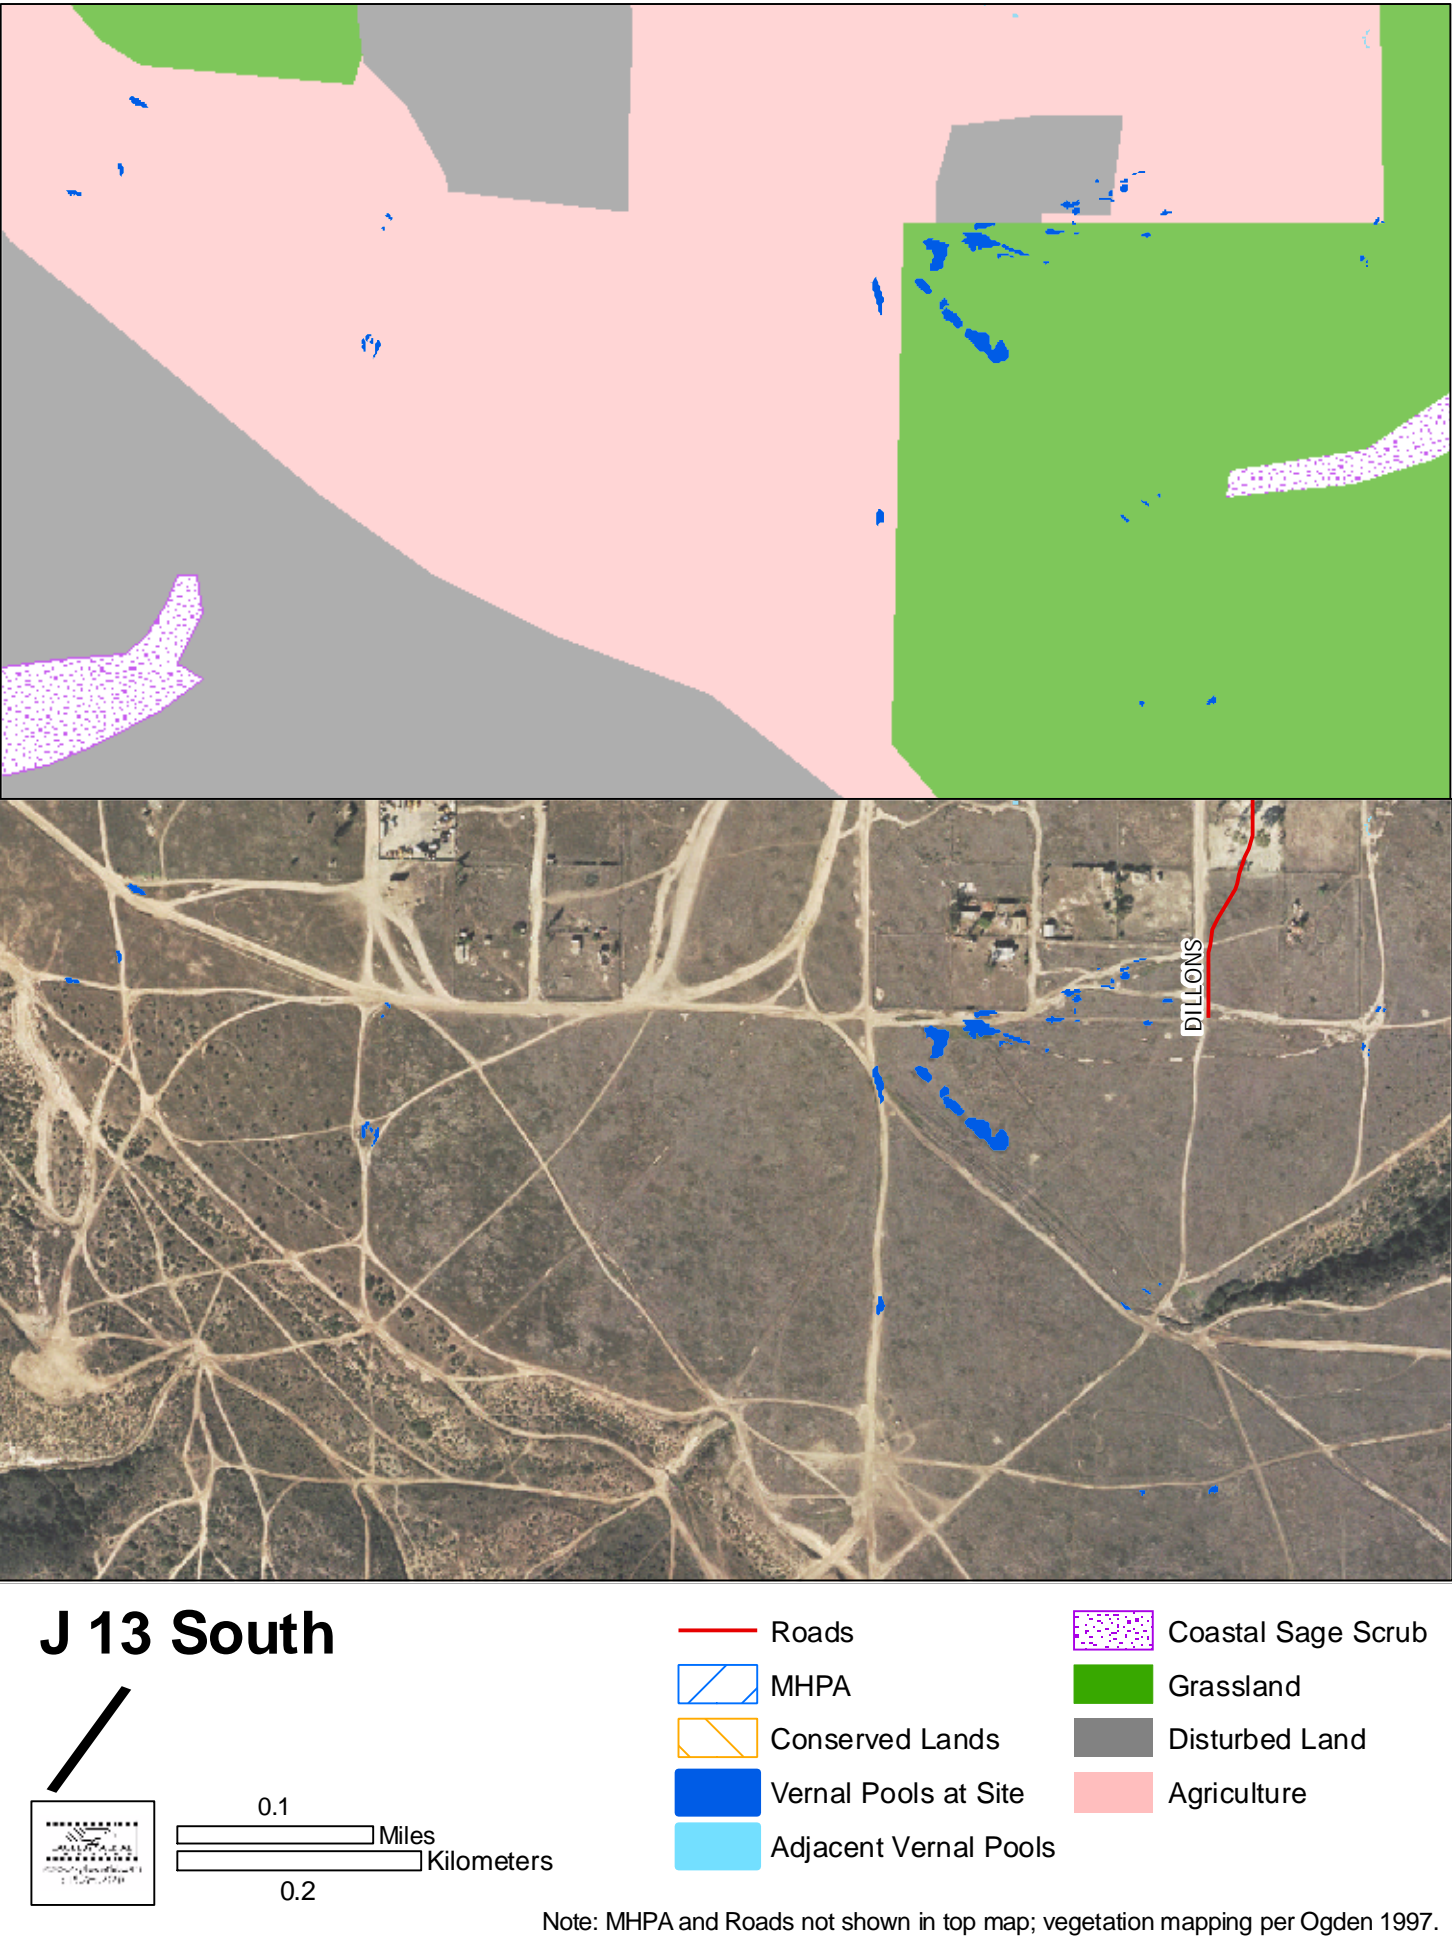 DILLONS
J 13 South
Roads
MHPA
Conserved Lands
Vernal Pools at Site
Adjacent Vernal Pools
Coastal Sage Scrub
Grassland
Disturbed Land
Agriculture
0.1
Miles
Kilometers
0.2
Note: MHPA and Roads not shown in top map; vegetation mapping per Ogden 1997.